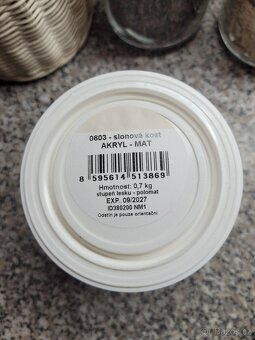 0603 - slonová kost
AKRYL - MAT
8 595614 513869
Hmotnost: 0,7 kg
stupeň lesku - polomat
EXP. 09/2027
ID380200 NM1
Odstín je pouze orientační